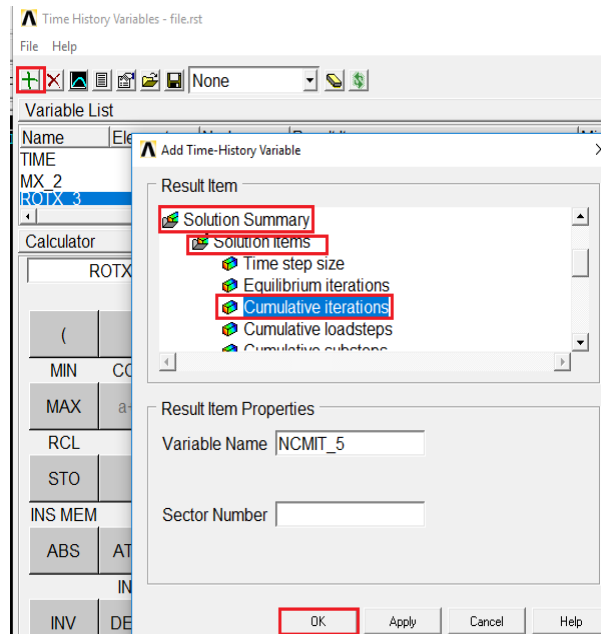 Time History Variables - file.rst
File Help
None
Variable List
Name
TIME
MX_2
ROTX_3
Calculator
ROTX
(
MIN
MAX
RCL
STO
INS MEM
ABS
INV
Add Time-History Variable
Result Item
Solution Summary
Solution Items
Time step size
Equilibrium iterations
Cumulative iterations
Cumulative loadsteps
Cumulative substeps
Result Item Properties
Variable Name NCMIT_5
Sector Number
OK Apply Cancel Help